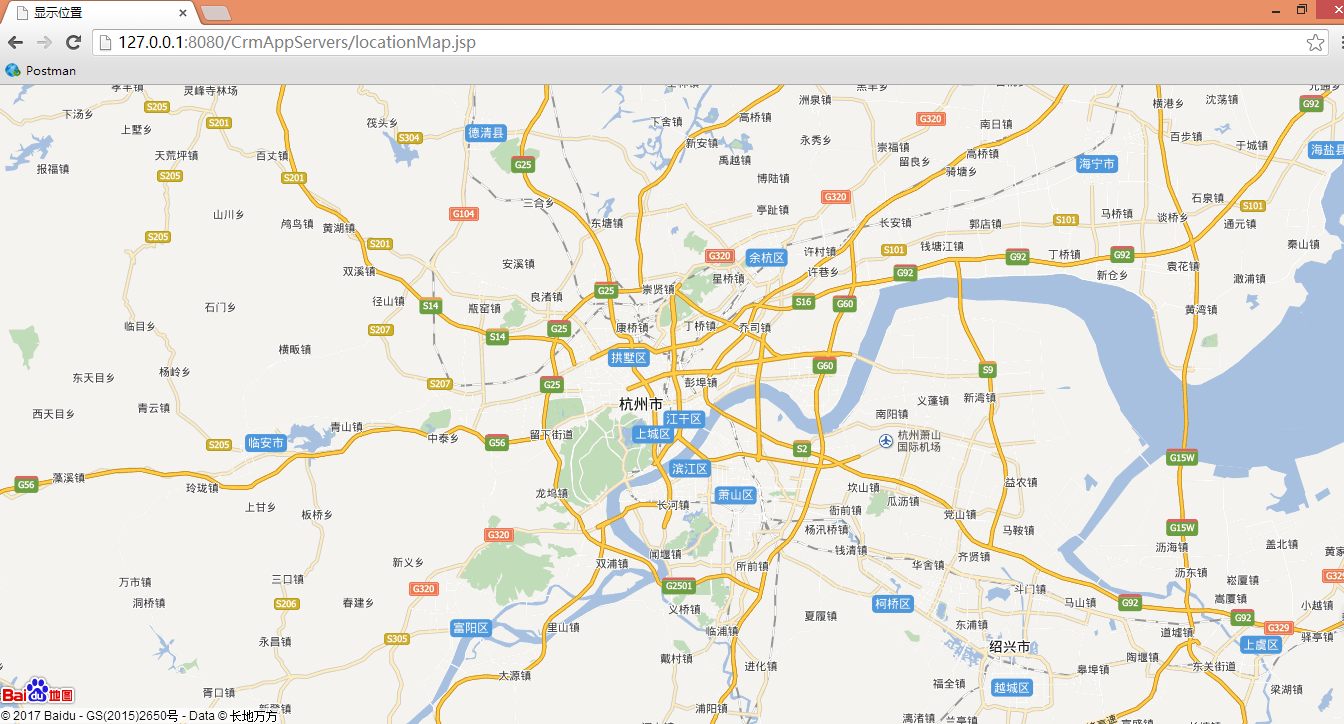 显示位置
127.0.0.1:8080/CrmAppServers/locationMap.jsp
Postman
灵峰寺林场
洲泉镇
横港乡
沈荡镇
G92
下汤乡
S205
高桥镇
上墅乡
S201
筏头乡
下舍镇
G320
南日镇
德清县
S304
新安镇
永秀乡
百步镇
于城镇
天荒坪镇
百丈镇
禹越镇
崇福镇
高桥镇
海盐县
报福镇
G25
留良乡
海宁市
S205
S201
博陆镇
骑塘乡
G320
石泉镇
三合乡
亭趾镇
马桥镇
S101
山川乡
G104
谈桥乡
鸬鸟镇
黄湖镇
东塘镇
长安镇
郭店镇
S101
通元镇
S205
S201
许村镇
S101
钱塘江镇
秦山镇
G320
余杭区
G92
丁桥镇
G92
双溪镇
安溪镇
许巷乡
G92
新仓乡
袁花镇
星桥镇
澉浦镇
崇贤镇
G25
径山镇
S14
良渚镇
S16
G60
石门乡
瓶窑镇
黄湾镇
临目乡
S207
康桥镇
丁桥镇
乔司镇
G25
S14
横畈镇
拱墅区
G60
S9
杨岭乡
东天目乡
S207
G25
彭埠镇
西天目乡
青云镇
杭州市
义蓬镇
新湾镇
江干区
南阳镇
青山镇
上城区
留下街道
中泰乡
杭州萧山
国际机场
临安市
S205
G56
S2
滨江区
G15W
藻溪镇
G56
玲珑镇
龙坞镇
萧山区
坎山镇
益农镇
上甘乡
板桥乡
长河镇
瓜沥镇
衙前镇
党山镇
杨汛桥镇
马鞍镇
G15W
G320
闻堰镇
钱清镇
沥海镇
盖北镇
新义乡
双浦镇
所前镇
齐贤镇
华舍镇
万市镇
三口镇
G320
G2501
斗门镇
沥东镇
崧厦镇
洞桥镇
S206
春建乡
义桥镇
柯桥区
马山镇
G92
嵩厦镇
小越镇
夏履镇
G92
东浦镇
富阳区
里山镇
临浦镇
G329
永昌镇
S305
道墟镇
驿亭镇
绍兴市
上虞区
戴村镇
进化镇
陶堰镇
东关街道
皋埠镇
太源镇
福全镇
越城区
梁湖镇
胥口镇
浦阳镇
漓渚镇
兰亭镇
富盛镇
Bai du 地图
© 2017 Baidu - GS(2015)2650号 - Data © 长地万方